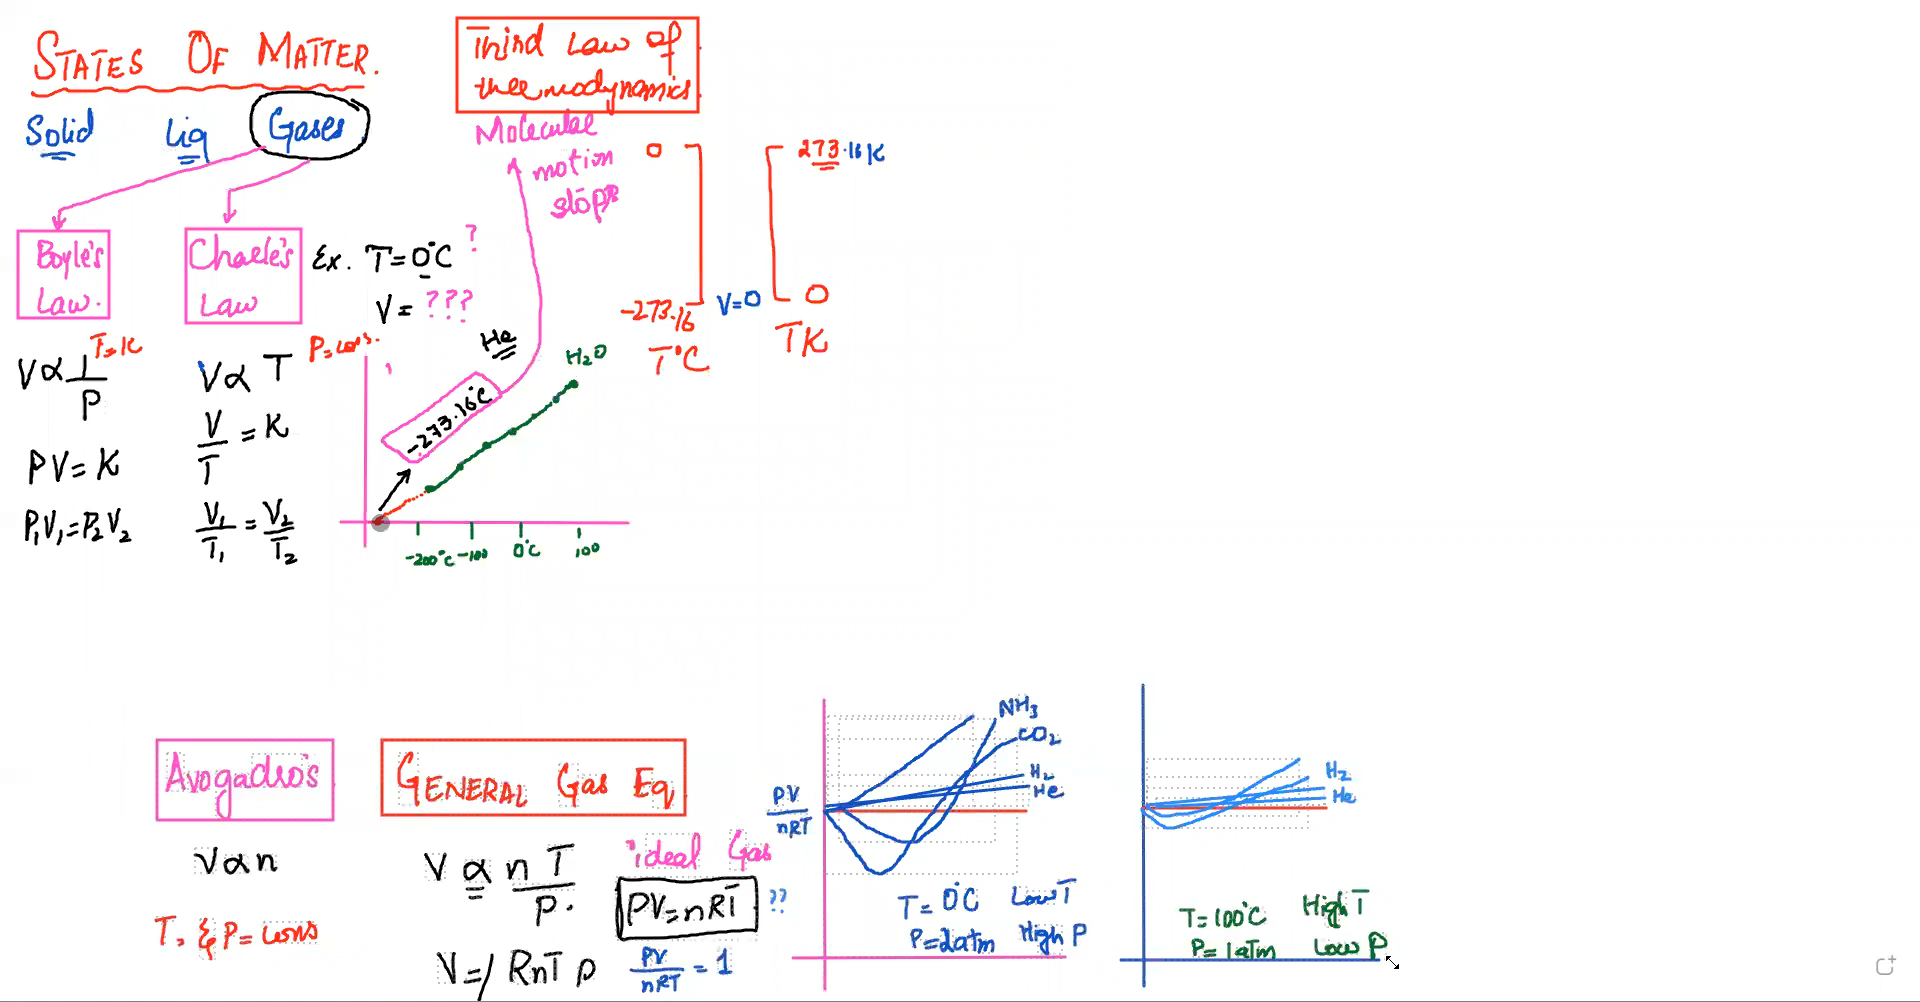 STATES OF MATTER.
Solid Liq Gases
Third Law of
thermodynamics
Molecular
motion
stops
0
-273.16
T°C
V=0
273.16 K
0
TK
Boyle's
Law.
Charle's
Law
Ex. T=0°C ?
V= ???
V∝1/P
T=K
PV=K
P₁V₁=P₂V₂
V∝T
V/T=K
V₁/T₁=V₂/T₂
P=cons.
He
H₂O
-273.16°C
-200°C -100 0°C 100
Avogadro's
V∝n
T. & P=cons
GENERAL Gas Eq
V ∝ nT/P.
V=/ RnT P
ideal Gas
PV=nRT ??
PV/nRT = 1
PV/nRT
NH₃
CO₂
H₂
He
T=0°C Low T
P=2atm High P
H₂
He
T=100°C High T
P=1atm Low P